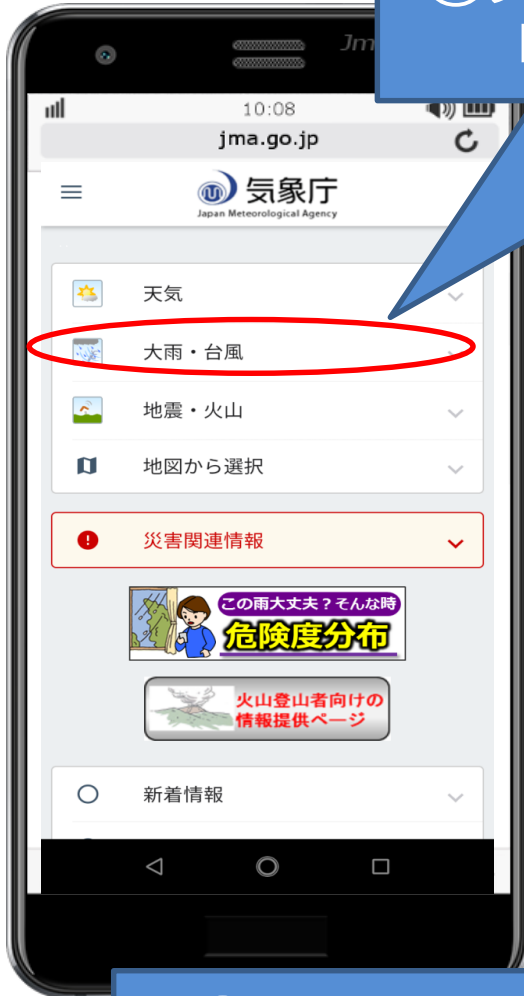 Jm
10:08
jma.go.jp
気象庁
Japan Meteorological Agency
天気
大雨・台風
地震・火山
地図から選択
災害関連情報
この雨大丈夫?そんな時
危険度分布
火山登山者向けの
情報提供ページ
新着情報